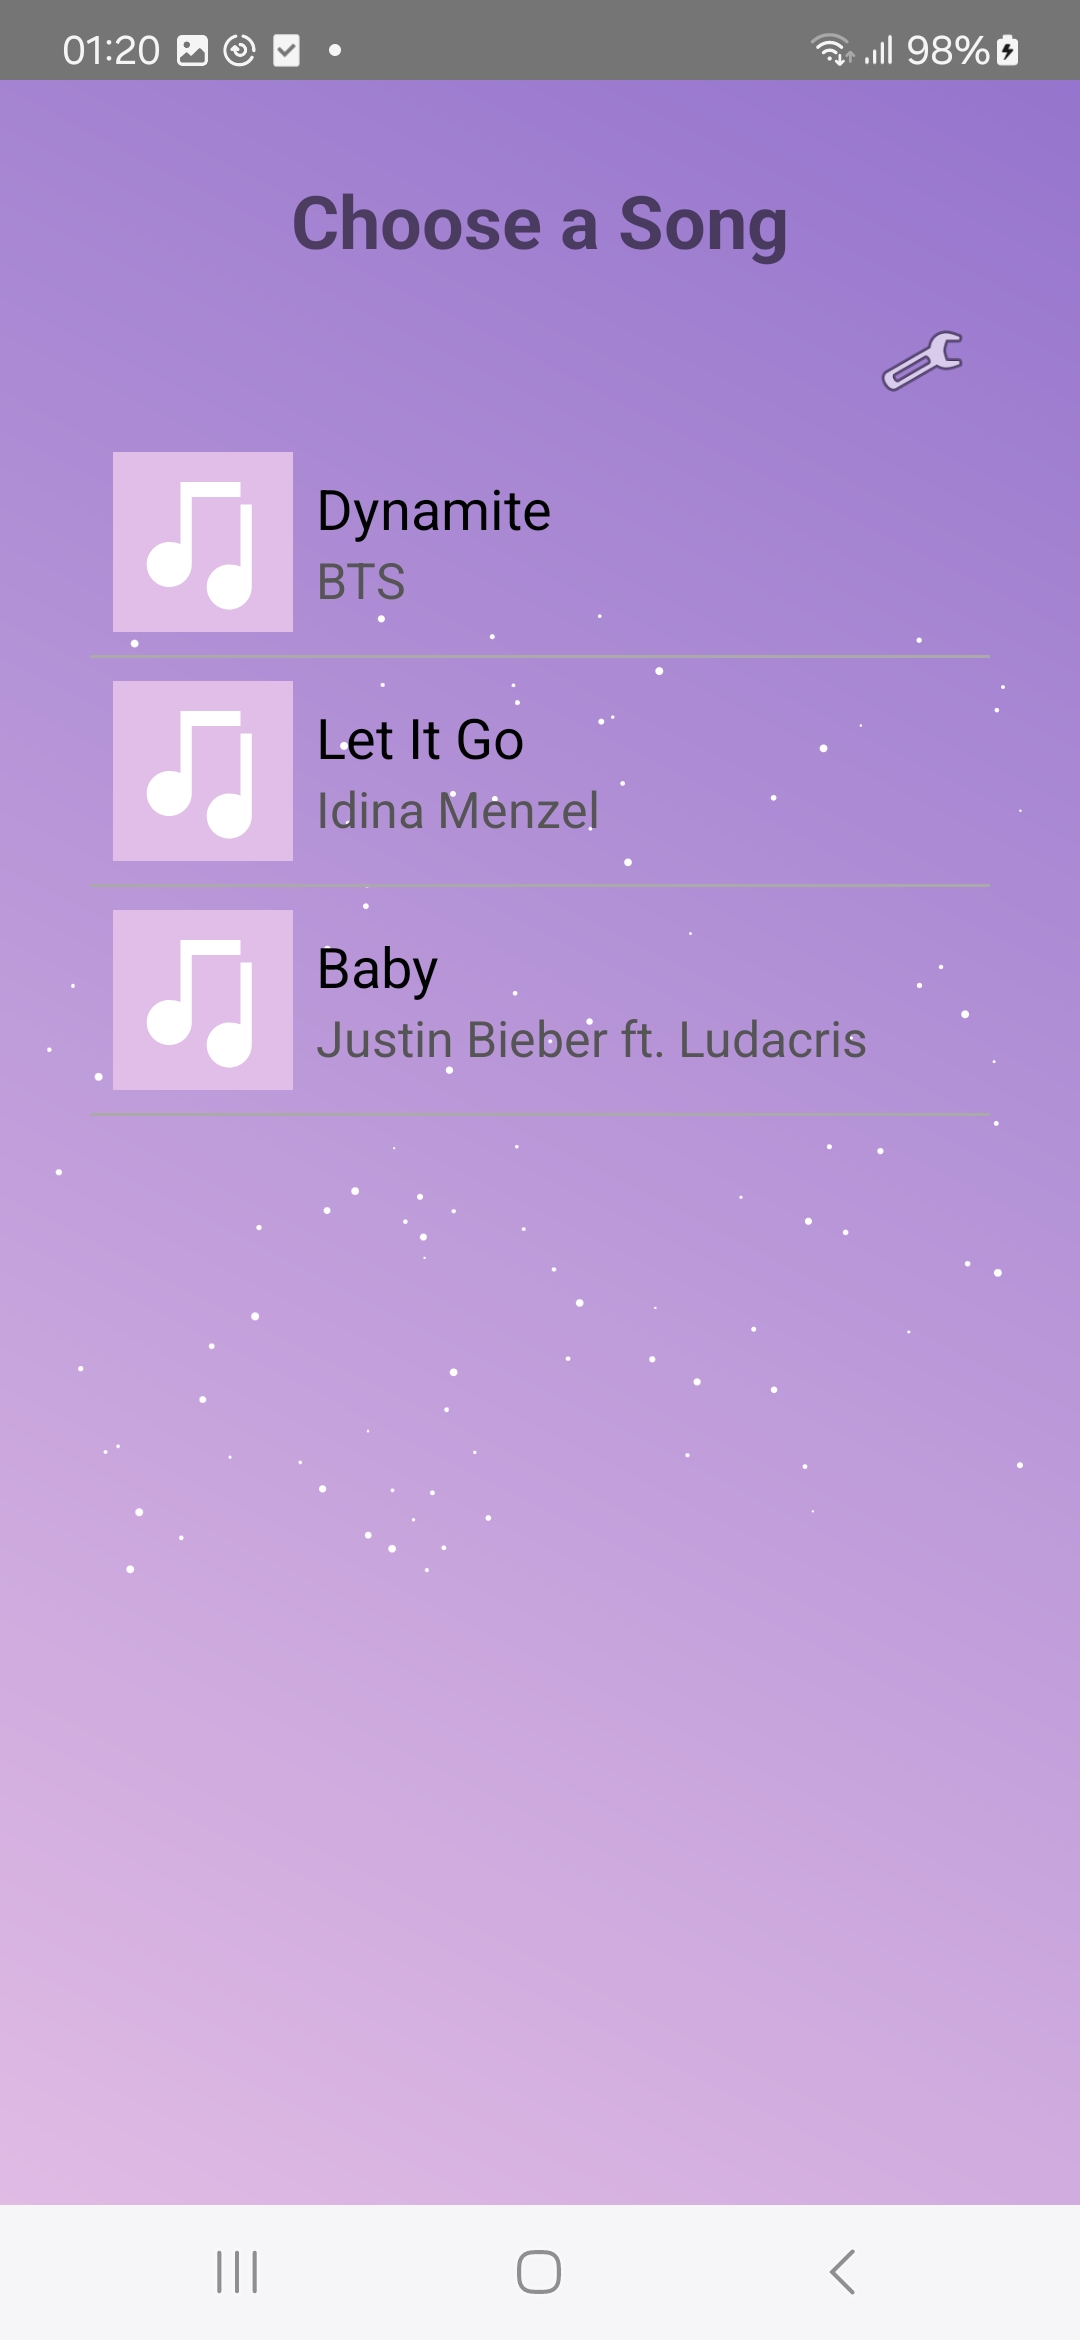 01:20 98%
Choose a Song
Dynamite
BTS
Let It Go
Idina Menzel
Baby
Justin Bieber ft. Ludacris